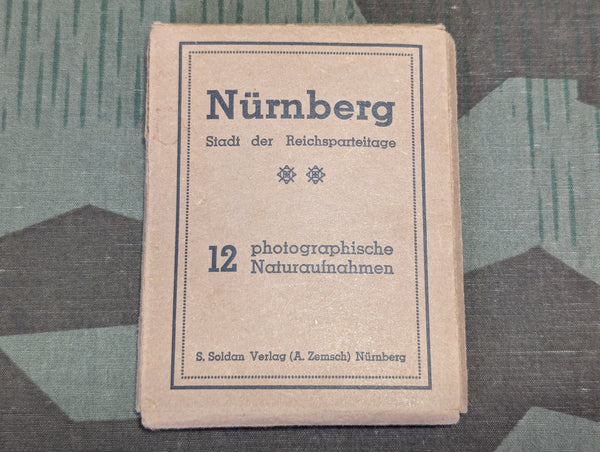 Nürnberg
Stadt der Reichsparteitage
12 photographische
Naturaufnahmen
S. Soldan Verlag (A. Zemsch) Nürnberg